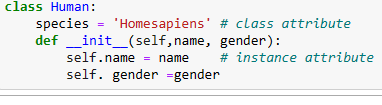 class Human:
    species = 'Homesapiens' # class attribute
    def __init__(self,name, gender):
        self.name = name    # instance attribute
        self. gender =gender